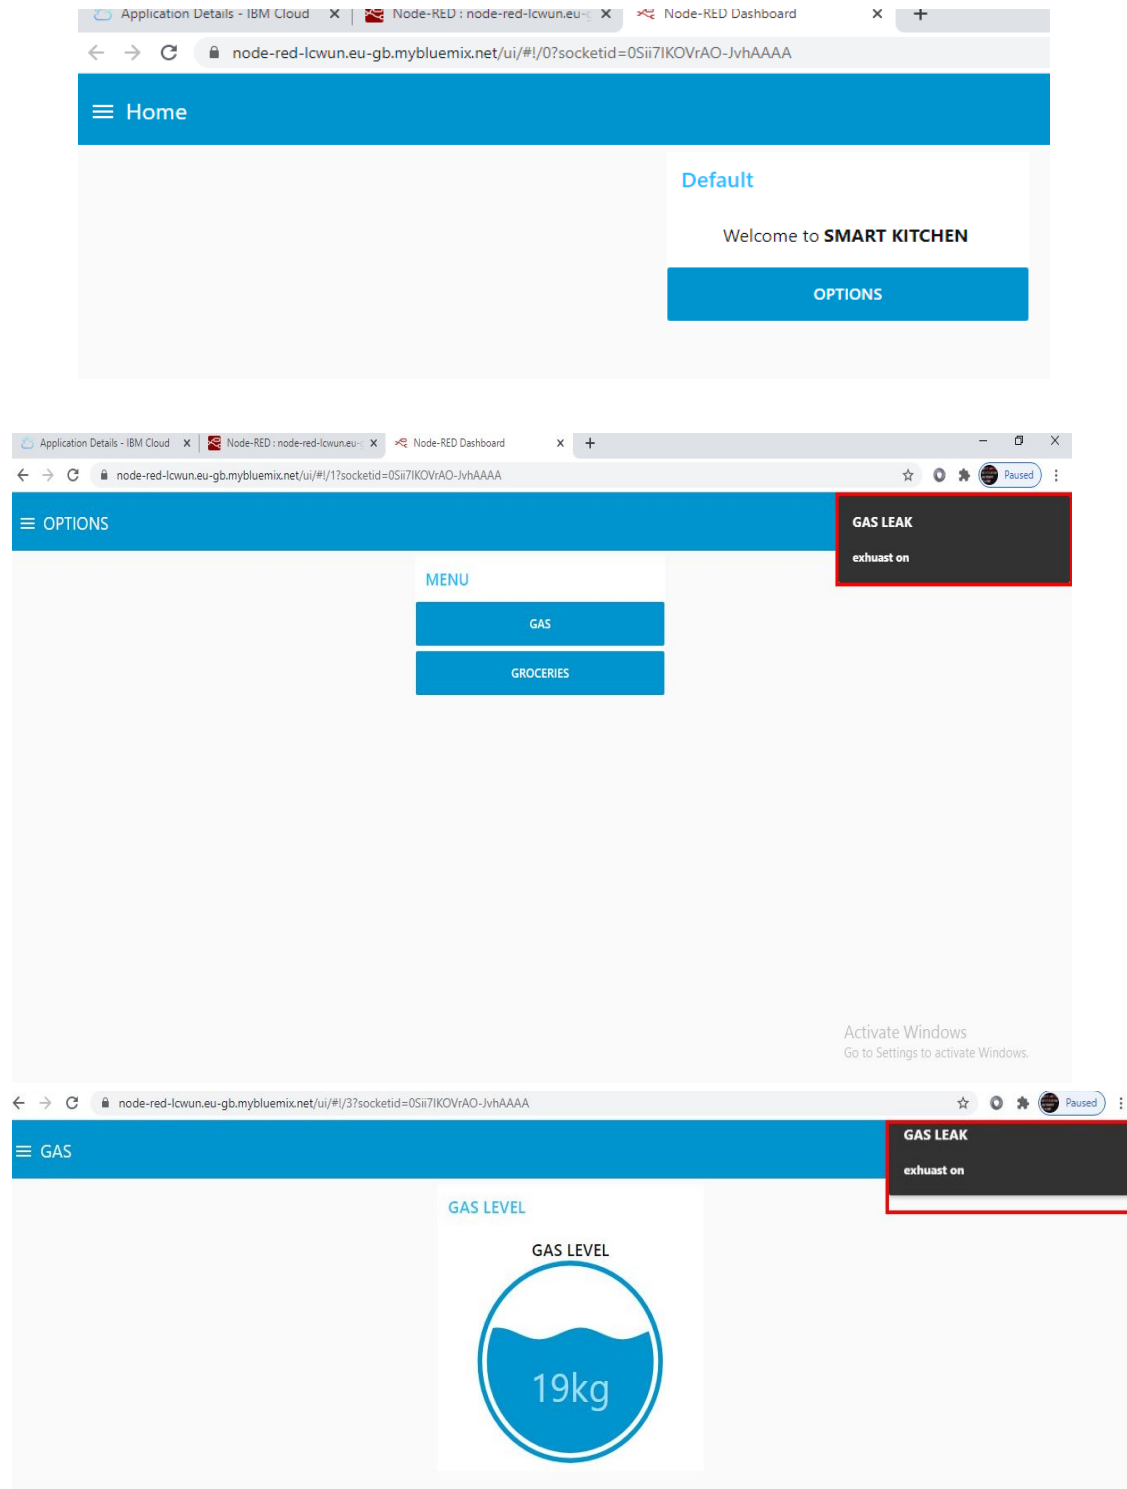 Application Details - IBM Cloud
Node-RED : node-red-lcwun.eu-g
Node-RED Dashboard
node-red-lcwun.eu-gb.mybluemix.net/ui/#!/0?socketid=0Sii7IKOVrAO-JvhAAAA
Home
Default
Welcome to SMART KITCHEN
OPTIONS
Application Details - IBM Cloud
Node-RED : node-red-lcwun.eu-g
Node-RED Dashboard
node-red-lcwun.eu-gb.mybluemix.net/ui/#!/1?socketid=0Sii7IKOVrAO-JvhAAAA
Paused
OPTIONS
GAS LEAK
exhuast on
MENU
GAS
GROCERIES
Activate Windows
Go to Settings to activate Windows.
node-red-lcwun.eu-gb.mybluemix.net/ui/#!/3?socketid=0Sii7IKOVrAO-JvhAAAA
Paused
GAS
GAS LEAK
exhuast on
GAS LEVEL
GAS LEVEL
19kg